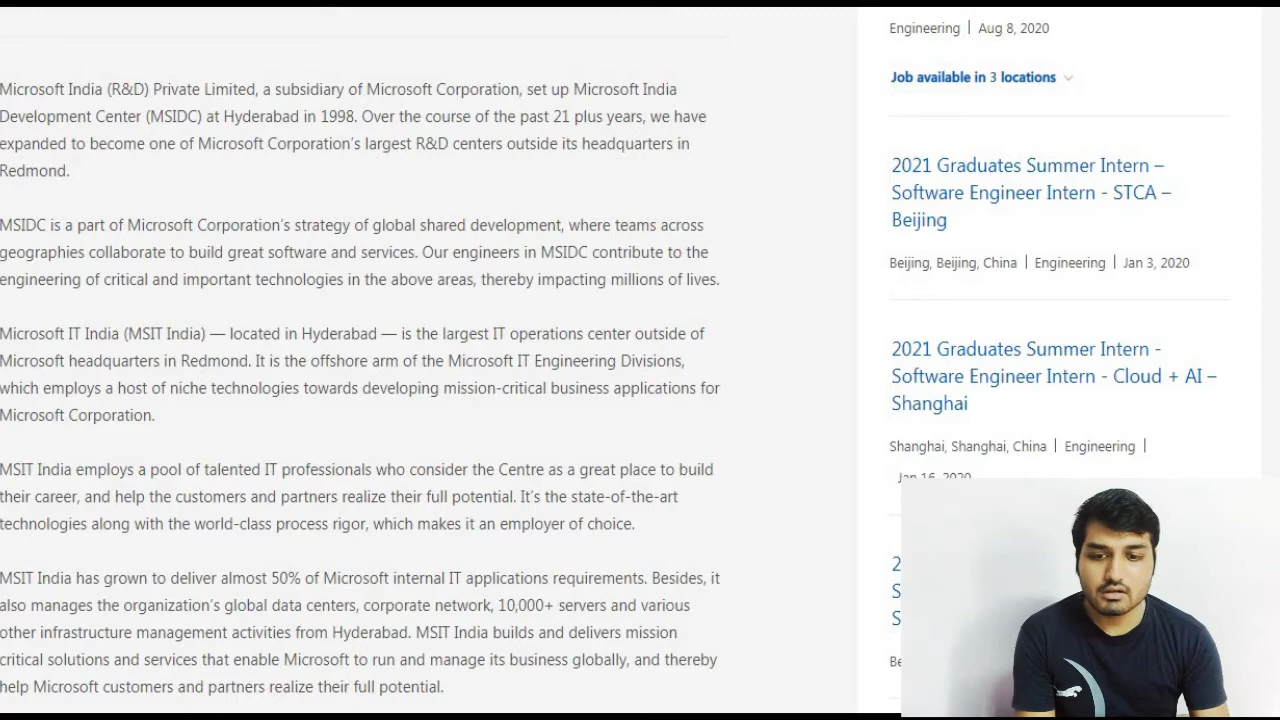 Microsoft India (R&D) Private Limited, a subsidiary of Microsoft Corporation, set up Microsoft India
Development Center (MSIDC) at Hyderabad in 1998. Over the course of the past 21 plus years, we have
expanded to become one of Microsoft Corporation's largest R&D centers outside its headquarters in
Redmond.
MSIDC is a part of Microsoft Corporation's strategy of global shared development, where teams across
geographies collaborate to build great software and services. Our engineers in MSIDC contribute to the
engineering of critical and important technologies in the above areas, thereby impacting millions of lives.
Microsoft IT India (MSIT India) — located in Hyderabad — is the largest IT operations center outside of
Microsoft headquarters in Redmond. It is the offshore arm of the Microsoft IT Engineering Divisions,
which employs a host of niche technologies towards developing mission-critical business applications for
Microsoft Corporation.
MSIT India employs a pool of talented IT professionals who consider the Centre as a great place to build
their career, and help the customers and partners realize their full potential. It's the state-of-the-art
technologies along with the world-class process rigor, which makes it an employer of choice.
MSIT India has grown to deliver almost 50% of Microsoft internal IT applications requirements. Besides, it
also manages the organization's global data centers, corporate network, 10,000+ servers and various
other infrastructure management activities from Hyderabad. MSIT India builds and delivers mission
critical solutions and services that enable Microsoft to run and manage its business globally, and thereby
help Microsoft customers and partners realize their full potential.
Engineering | Aug 8, 2020
Job available in 3 locations
2021 Graduates Summer Intern –
Software Engineer Intern - STCA –
Beijing
Beijing, Beijing, China | Engineering | Jan 3, 2020
2021 Graduates Summer Intern -
Software Engineer Intern - Cloud + AI –
Shanghai
Shanghai, Shanghai, China | Engineering |
Jan 16, 2020